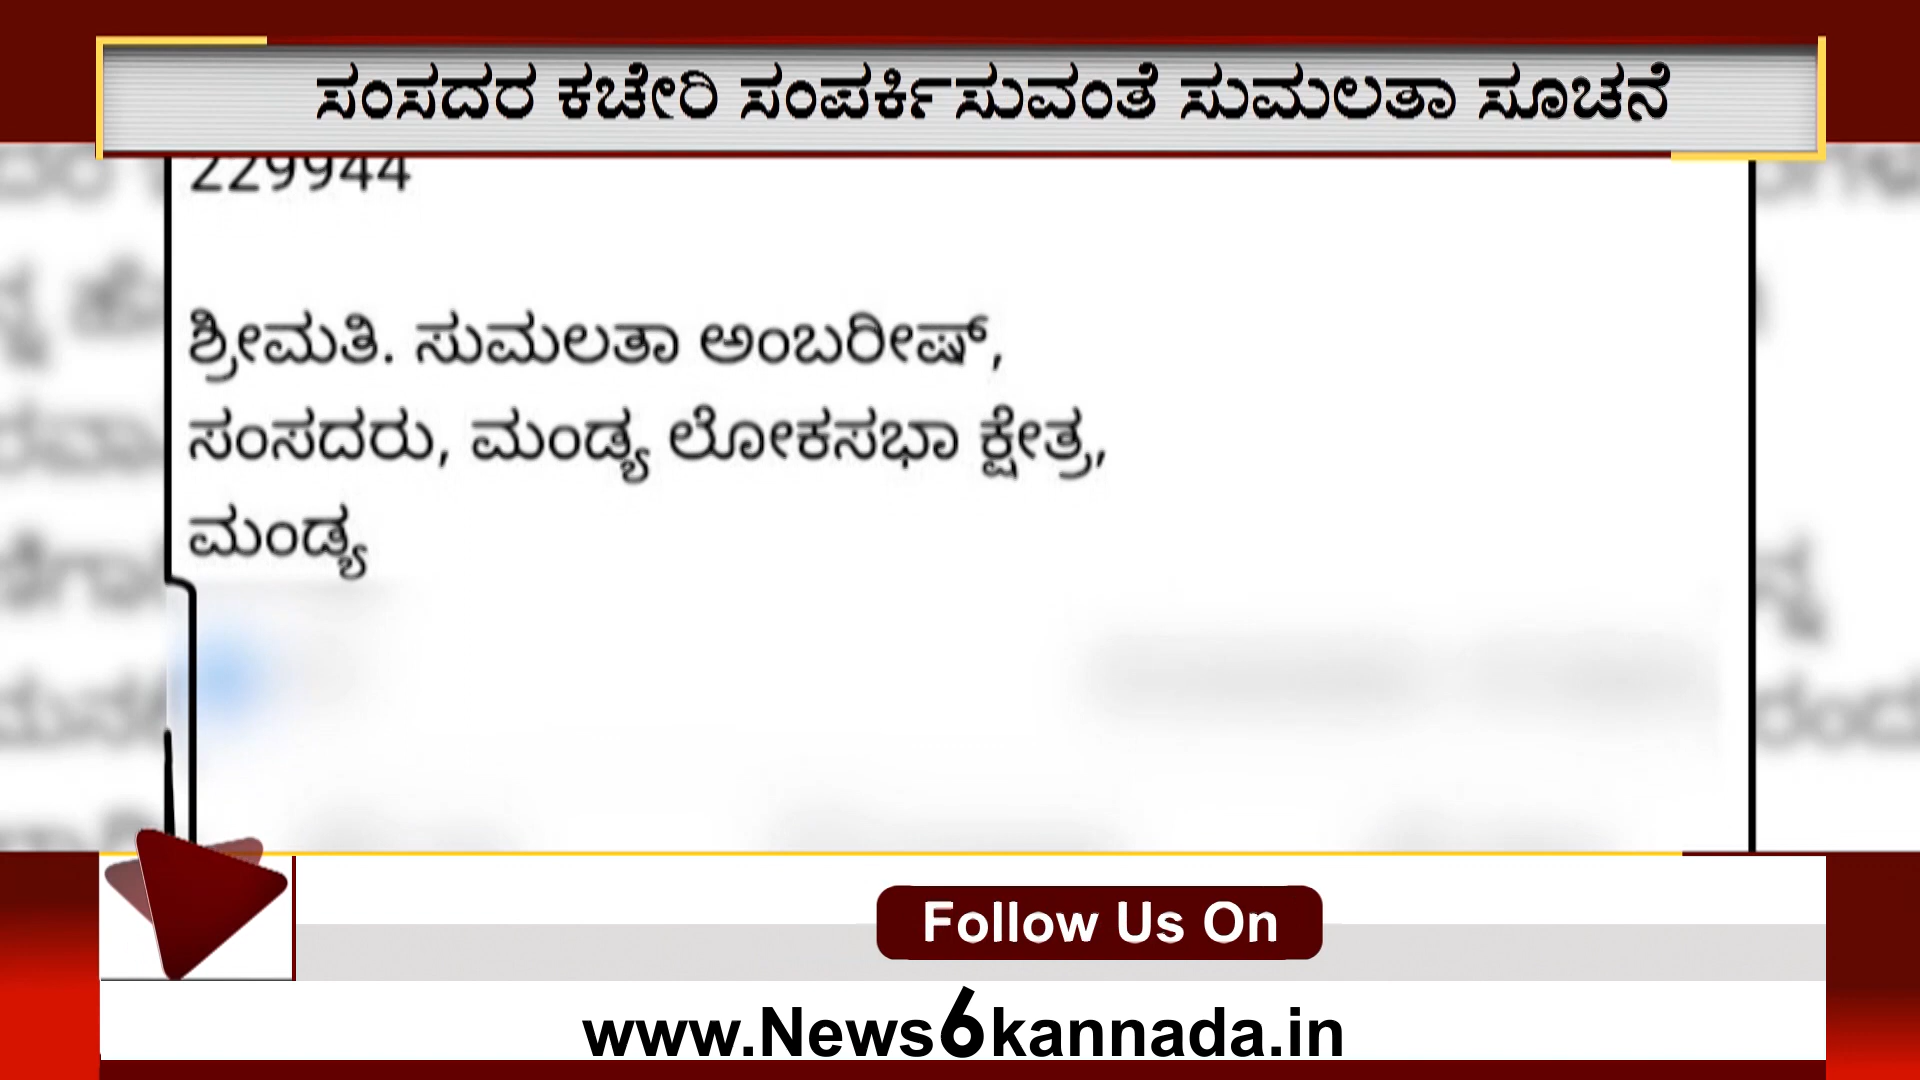 ಸಂಸದರ ಕಚೇರಿ ಸಂಪರ್ಕಿಸುವಂತೆ ಸುಮಲತಾ ಸೂಚನೆ
229944
ಶ್ರೀಮತಿ. ಸುಮಲತಾ ಅಂಬರೀಷ್,
ಸಂಸದರು, ಮಂಡ್ಯ ಲೋಕಸಭಾ ಕ್ಷೇತ್ರ,
ಮಂಡ್ಯ
Follow Us On
www.News6kannada.in